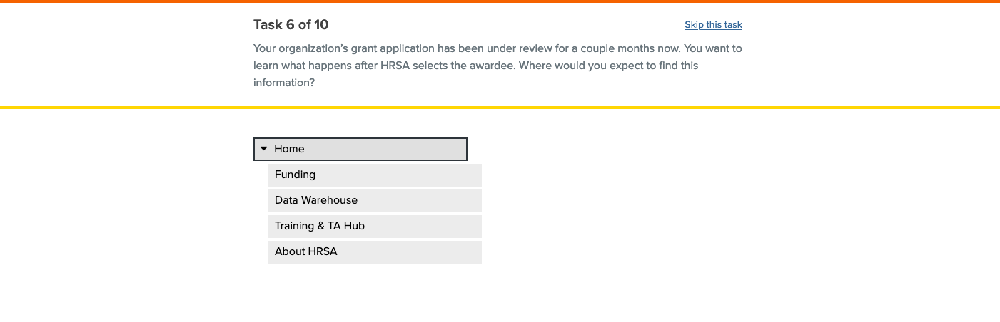 Task 6 of 10
Skip this task
Your organization’s grant application has been under review for a couple months now. You want to
learn what happens after HRSA selects the awardee. Where would you expect to find this
information?
Home
Funding
Data Warehouse
Training & TA Hub
About HRSA